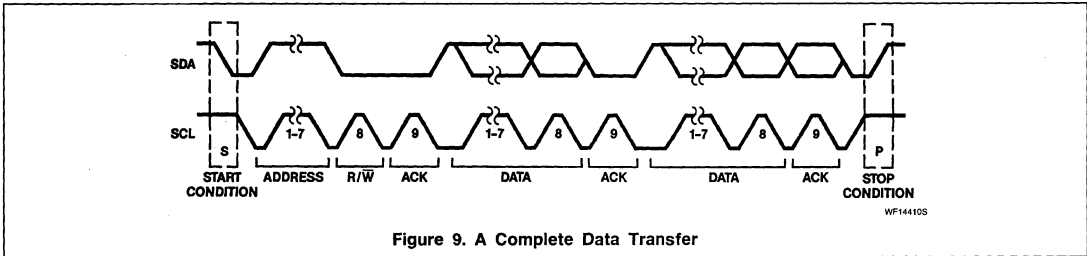 SDA
SCL
1–7 8 9 1–7 8 9 1–7 8 9
S P
START CONDITION ADDRESS R/W̅ ACK DATA ACK DATA ACK STOP CONDITION
WF14410S
Figure 9. A Complete Data Transfer